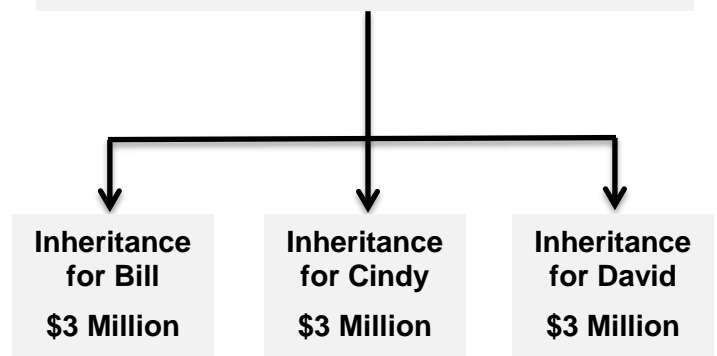 Inheritance
for Bill
$3 Million
Inheritance
for Cindy
$3 Million
Inheritance
for David
$3 Million